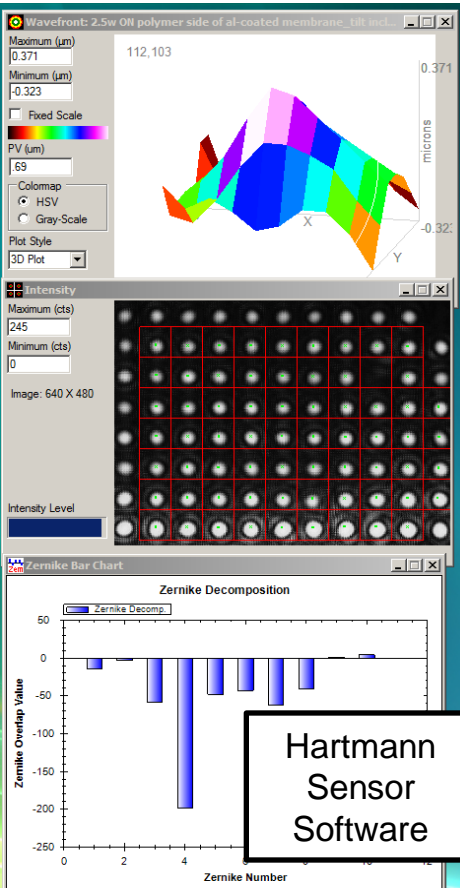 Wavefront: 2.5w ON polymer side of al-coated membrane_tilt incl...
Maximum (µm)
0.371
Minimum (µm)
-0.323
Fixed Scale
PV (um)
.69
Colormap
HSV
Gray-Scale
Plot Style
3D Plot
112,103
0.371
microns
-0.323
X
Y
Intensity
Maximum (cts)
245
Minimum (cts)
0
Image: 640 X 480
Intensity Level
Zern
Zernike Bar Chart
Zernike Decomposition
Zernike Decomp.
Zernike Overlap Value
50
0
-50
-100
-150
-200
-250
0
2
4
6
8
10
12
Zernike Number
Hartmann
Sensor
Software